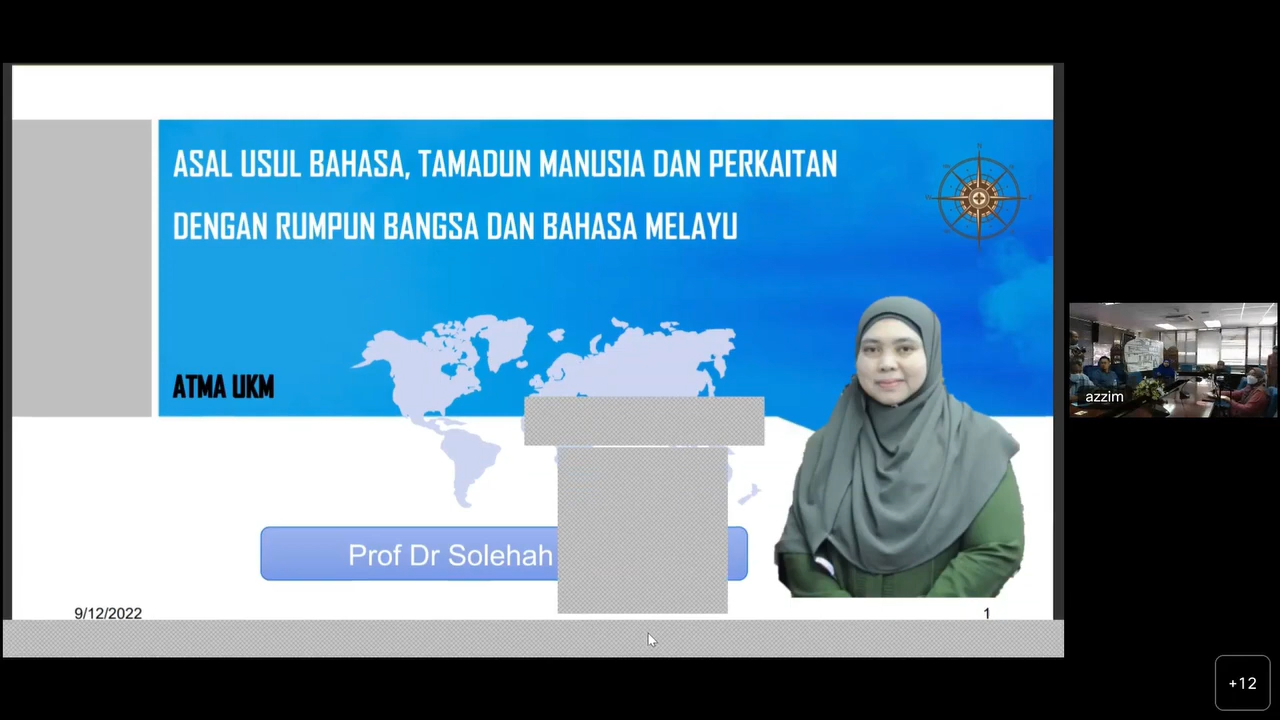 ASAL USUL BAHASA, TAMADUN MANUSIA DAN PERKAITAN
DENGAN RUMPUN BANGSA DAN BAHASA MELAYU
ATMA UKM
Prof Dr Solehah
9/12/2022
1
azzim
+12